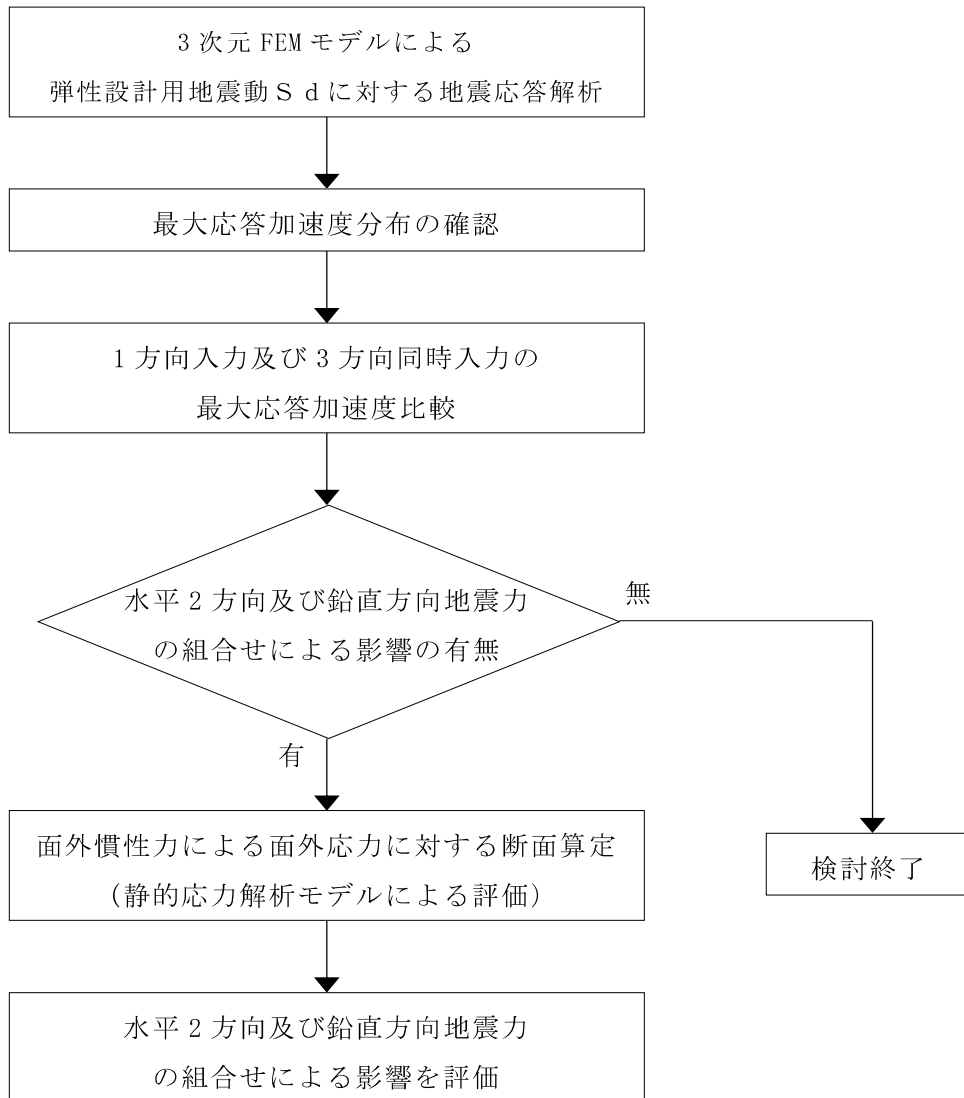 3次元FEMモデルによる
弾性設計用地震動Ｓｄに対する地震応答解析
最大応答加速度分布の確認
1方向入力及び3方向同時入力の
最大応答加速度比較
水平2方向及び鉛直方向地震力
の組合せによる影響の有無
無
有
面外慣性力による面外応力に対する断面算定
（静的応力解析モデルによる評価）
検討終了
水平2方向及び鉛直方向地震力
の組合せによる影響を評価